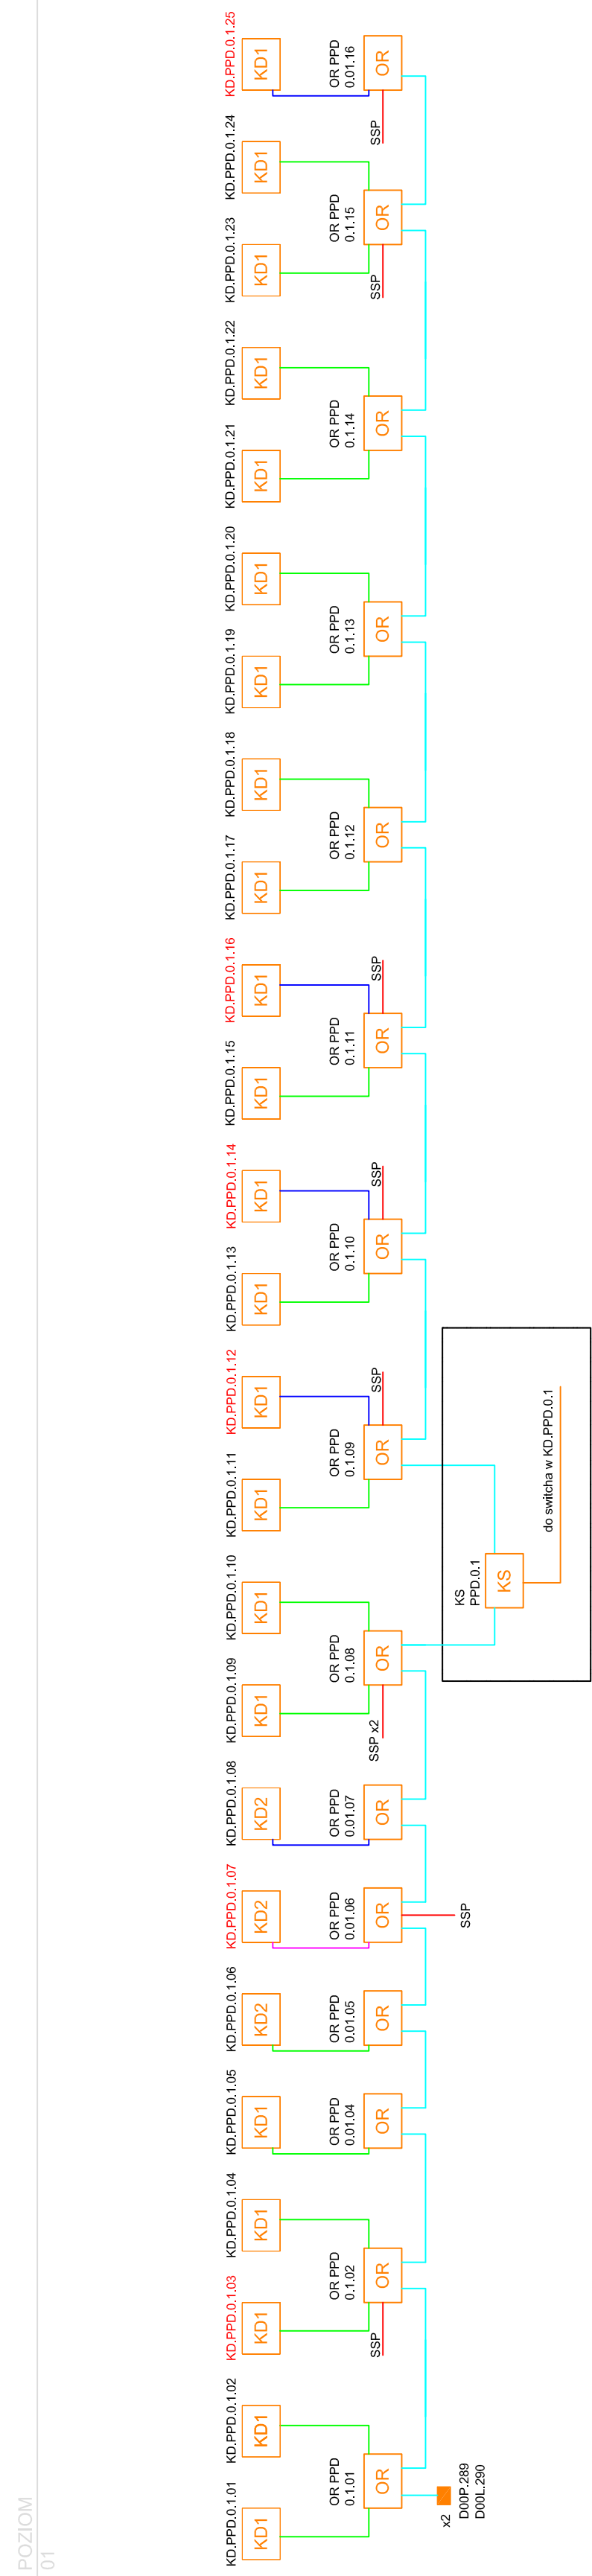 POZIOM
01
KD.PPD.0.1.01
KD1
KD.PPD.0.1.02
KD1
OR PPD
0.1.01
OR
x2
D00P.289
D00L.290
KD.PPD.0.1.03
KD1
KD.PPD.0.1.04
KD1
OR PPD
0.1.02
OR
SSP
KD.PPD.0.1.05
KD1
OR PPD
0.01.04
OR
KD.PPD.0.1.06
KD2
OR PPD
0.01.05
OR
KD.PPD.0.1.07
KD2
OR PPD
0.01.06
OR
SSP
KD.PPD.0.1.08
KD2
OR PPD
0.01.07
OR
KD.PPD.0.1.09
KD1
KD.PPD.0.1.10
KD1
OR PPD
0.1.08
OR
SSP x2
KS
PPD.0.1
KS
do switcha w KD.PPD.0.1
KD.PPD.0.1.11
KD1
KD.PPD.0.1.12
KD1
OR PPD
0.1.09
OR
SSP
KD.PPD.0.1.13
KD1
KD.PPD.0.1.14
KD1
OR PPD
0.1.10
OR
SSP
KD.PPD.0.1.15
KD1
KD.PPD.0.1.16
KD1
OR PPD
0.1.11
OR
SSP
KD.PPD.0.1.17
KD1
KD.PPD.0.1.18
KD1
OR PPD
0.1.12
OR
KD.PPD.0.1.19
KD1
KD.PPD.0.1.20
KD1
OR PPD
0.1.13
OR
KD.PPD.0.1.21
KD1
KD.PPD.0.1.22
KD1
OR PPD
0.1.14
OR
KD.PPD.0.1.23
KD1
KD.PPD.0.1.24
KD1
OR PPD
0.1.15
OR
SSP
KD.PPD.0.1.25
KD1
OR PPD
0.01.16
OR
SSP